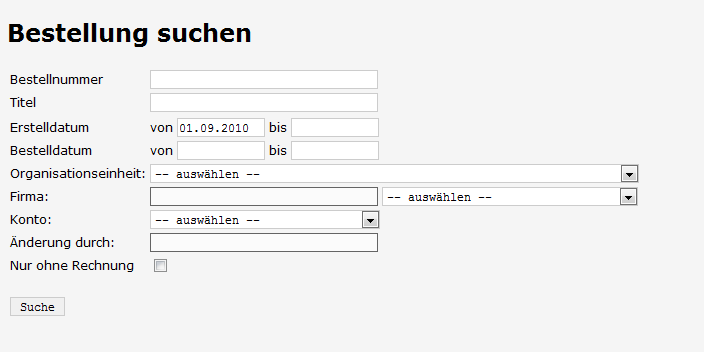 Bestellung suchen
Bestellnummer
Titel
Erstelldatum von 01.09.2010 bis
Bestelldatum von bis
Organisationseinheit: -- auswählen --
Firma: -- auswählen --
Konto: -- auswählen --
Änderung durch:
Nur ohne Rechnung
Suche